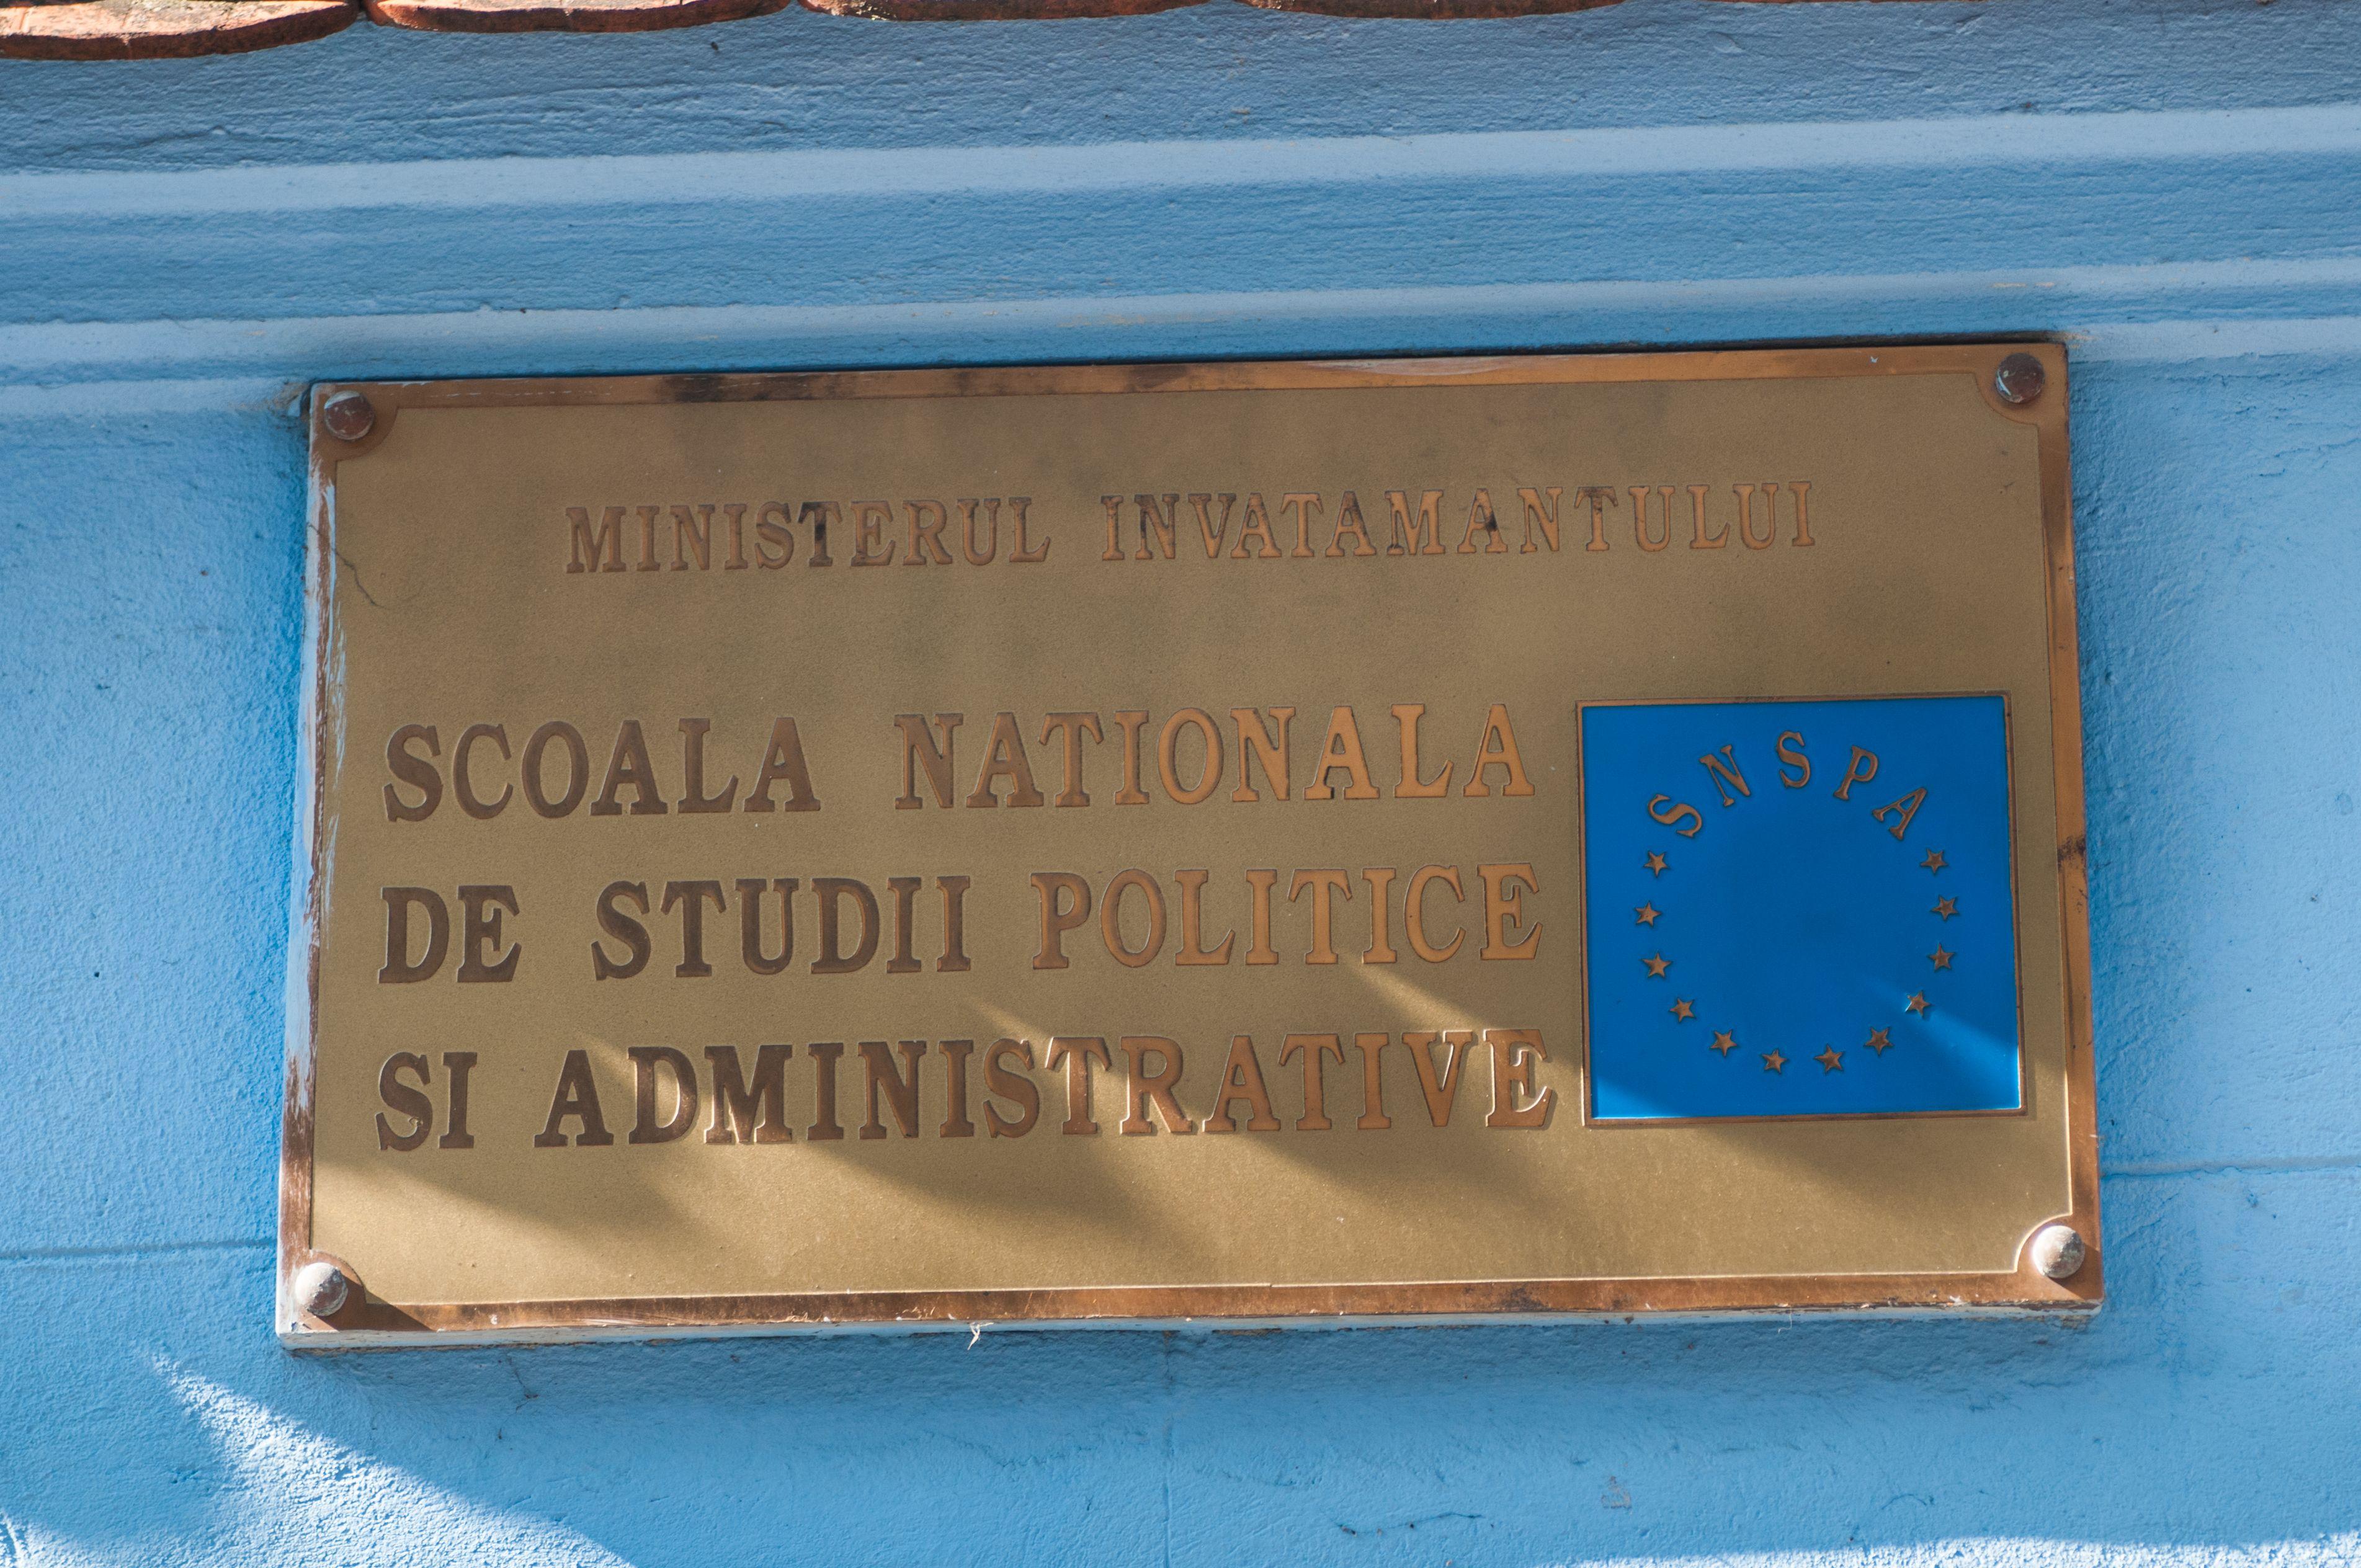 MINISTERUL INVATAMANTULUI
SCOALA NATIONALA
DE STUDII POLITICE
SI ADMINISTRATIVE
SNSPA